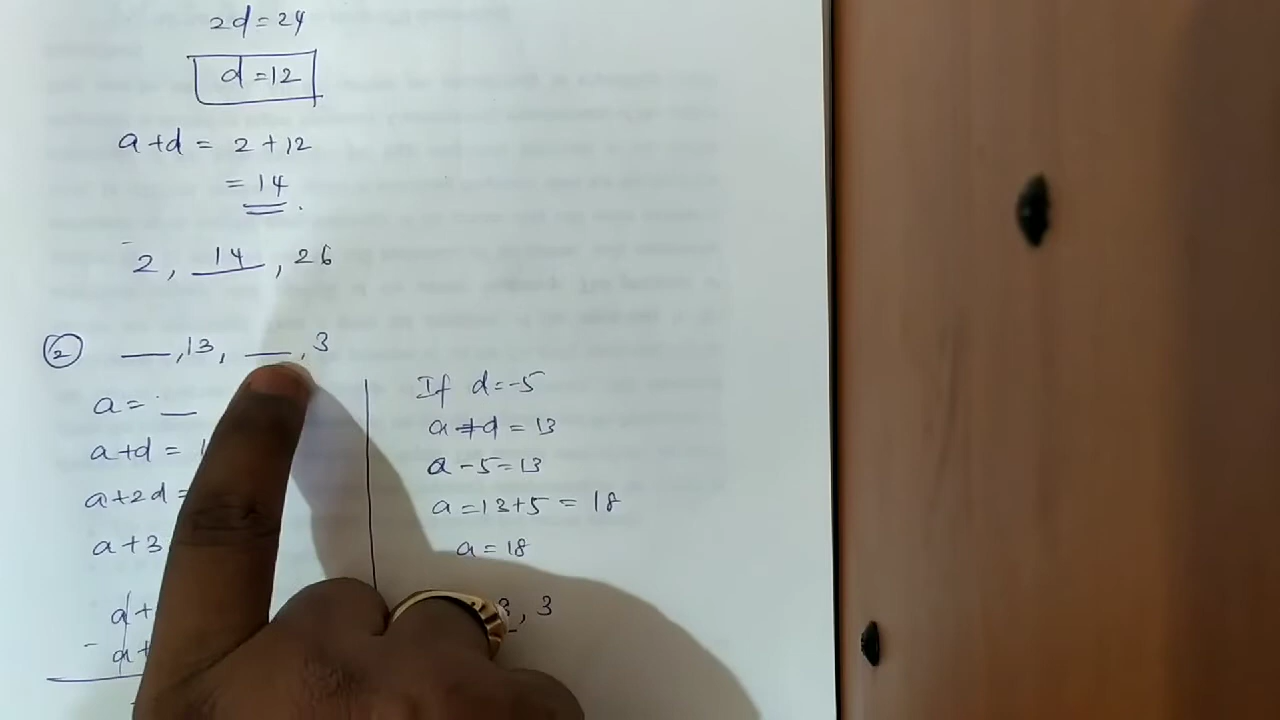 2d = 24
d = 12
a + d = 2 + 12
= 14.
2, 14, 26
② __, 13, __, 3
a = __
a + d =
a + 2d =
a + 3
a +
- a +
If d = -5
a + d = 13
a - 5 = 13
a = 13 + 5 = 18
a = 18
, 3